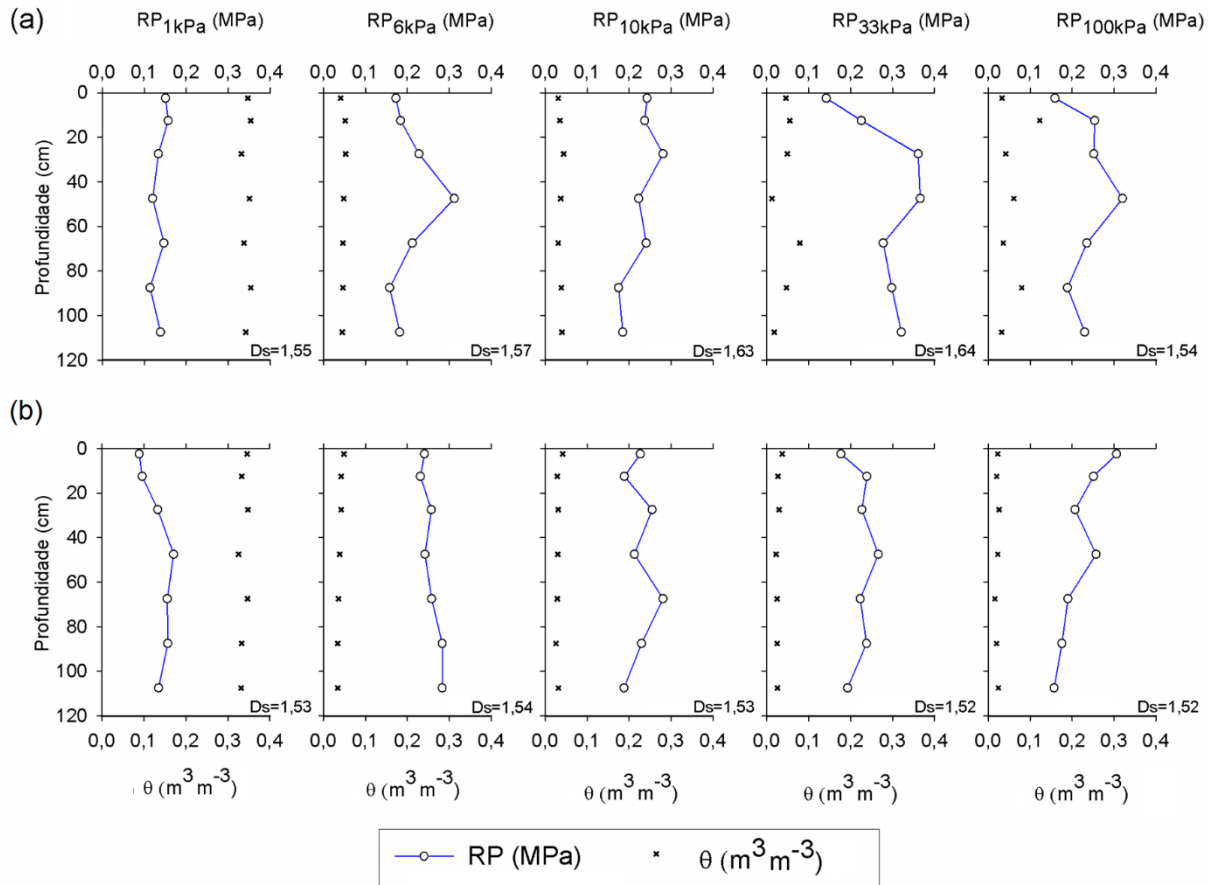 (a)
RP1kPa (MPa) RP6kPa (MPa) RP10kPa (MPa) RP33kPa (MPa) RP100kPa (MPa)
0,0 0,1 0,2 0,3 0,4 0,0 0,1 0,2 0,3 0,4 0,0 0,1 0,2 0,3 0,4 0,0 0,1 0,2 0,3 0,4 0,0 0,1 0,2 0,3 0,4
Profundidade (cm)
0
20
40
60
80
100
120
Ds=1,55 Ds=1,57 Ds=1,63 Ds=1,64 Ds=1,54
(b)
Profundidade (cm)
0
20
40
60
80
100
120
Ds=1,53 Ds=1,54 Ds=1,53 Ds=1,52 Ds=1,52
0,0 0,1 0,2 0,3 0,4 0,0 0,1 0,2 0,3 0,4 0,0 0,1 0,2 0,3 0,4 0,0 0,1 0,2 0,3 0,4 0,0 0,1 0,2 0,3 0,4
θ (m³ m⁻³) θ (m³ m⁻³) θ (m³ m⁻³) θ (m³ m⁻³) θ (m³ m⁻³)
RP (MPa) θ (m³ m⁻³)